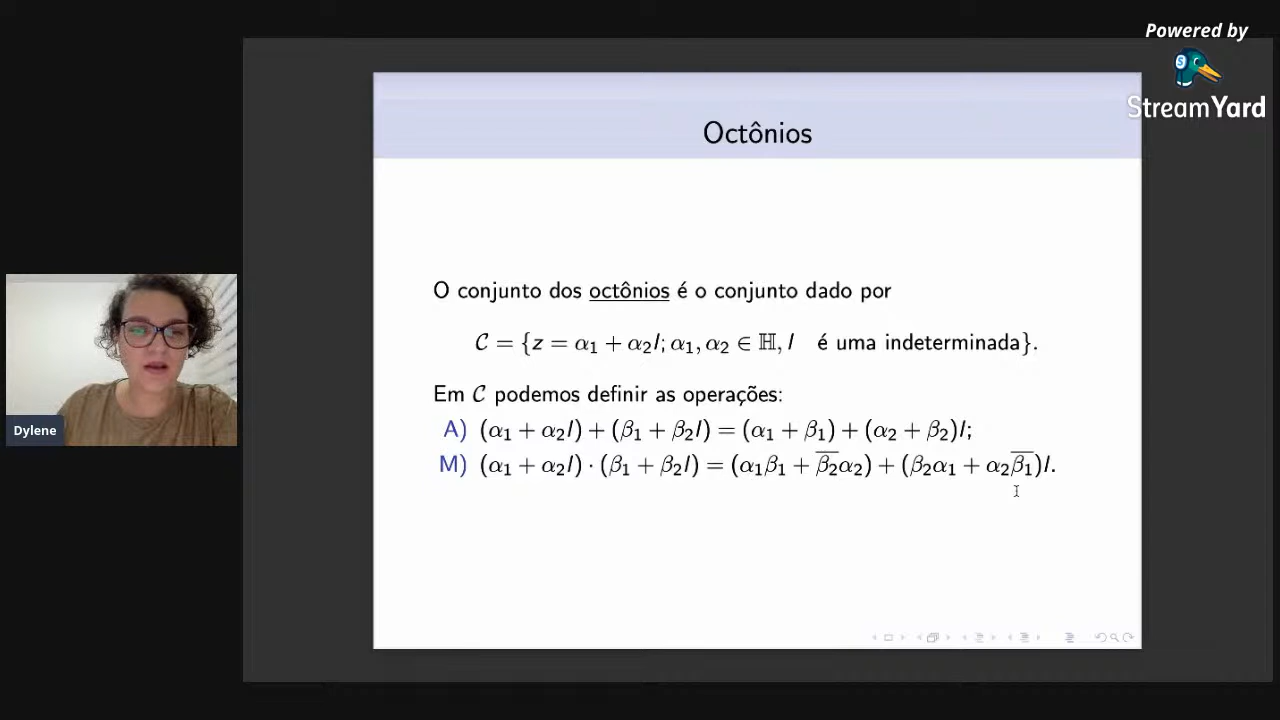 Powered by
StreamYard
Octônios
O conjunto dos octônios é o conjunto dado por
𝒞 = {z = α₁ + α₂l; α₁, α₂ ∈ ℍ, l é uma indeterminada}.
Em 𝒞 podemos definir as operações:
A) (α₁ + α₂l) + (β₁ + β₂l) = (α₁ + β₁) + (α₂ + β₂)l;
M) (α₁ + α₂l) · (β₁ + β₂l) = (α₁β₁ + β̅₂α₂) + (β₂α₁ + α₂β̅₁)l.
Dylene